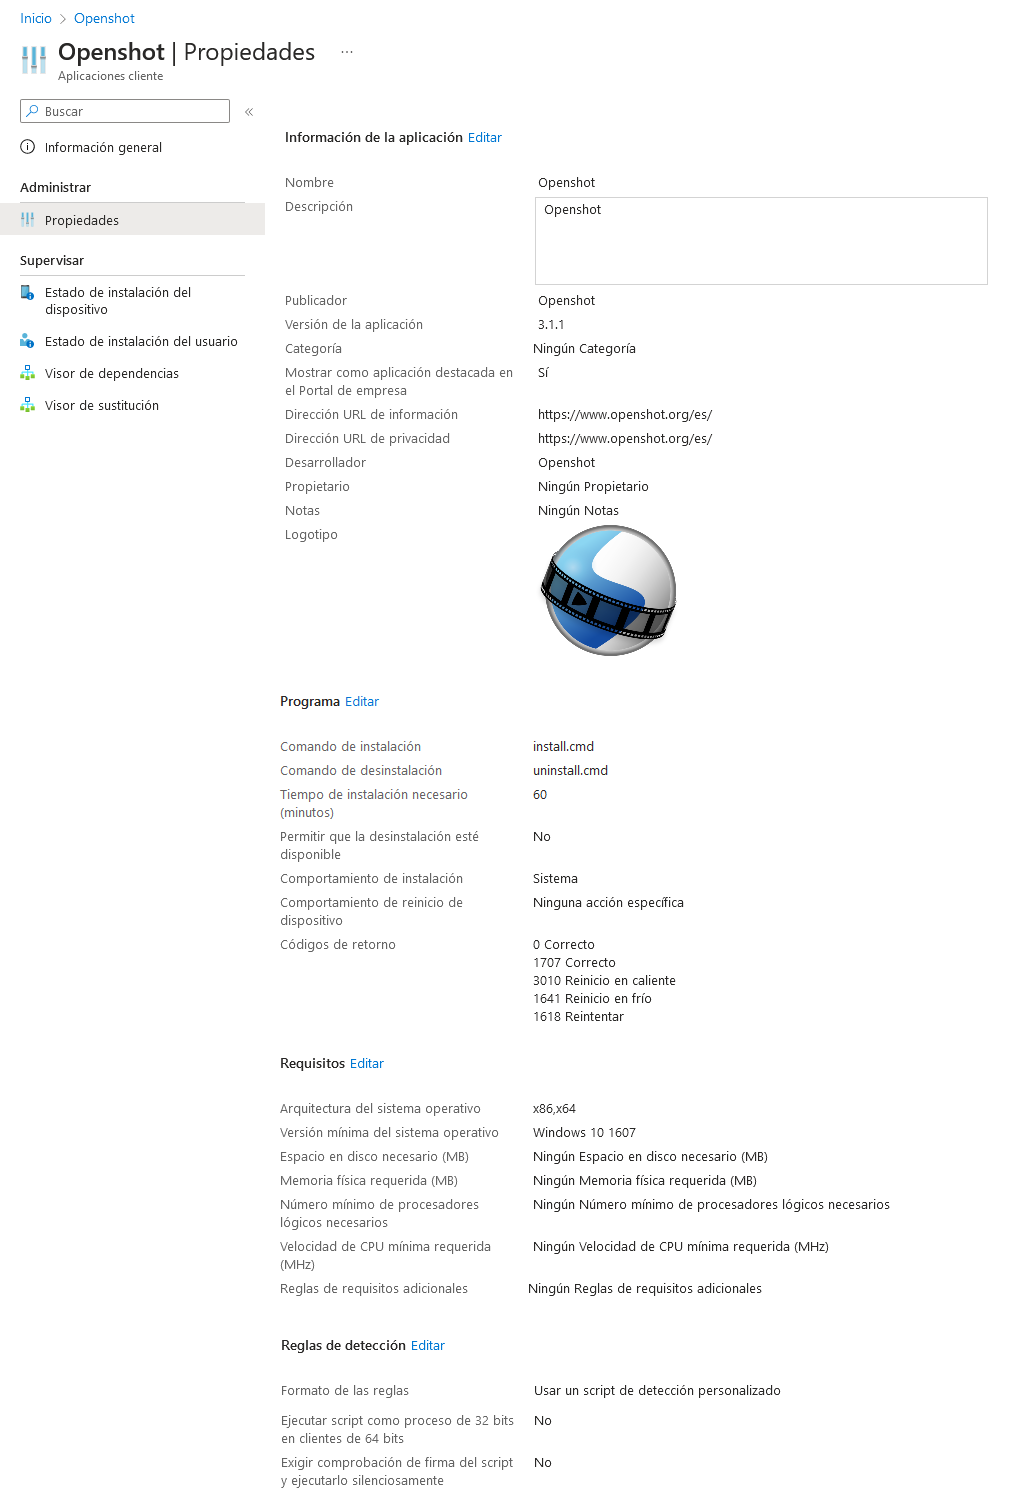 Inicio > Openshot
Openshot | Propiedades ...
Aplicaciones cliente
Buscar
«
Información general
Administrar
Propiedades
Supervisar
Estado de instalación del
dispositivo
Estado de instalación del usuario
Visor de dependencias
Visor de sustitución
Información de la aplicación Editar
Nombre Openshot
Descripción Openshot
Publicador Openshot
Versión de la aplicación 3.1.1
Categoría Ningún Categoría
Mostrar como aplicación destacada en Sí
el Portal de empresa
Dirección URL de información https://www.openshot.org/es/
Dirección URL de privacidad https://www.openshot.org/es/
Desarrollador Openshot
Propietario Ningún Propietario
Notas Ningún Notas
Logotipo
Programa Editar
Comando de instalación install.cmd
Comando de desinstalación uninstall.cmd
Tiempo de instalación necesario 60
(minutos)
Permitir que la desinstalación esté No
disponible
Comportamiento de instalación Sistema
Comportamiento de reinicio de Ninguna acción específica
dispositivo
Códigos de retorno 0 Correcto
1707 Correcto
3010 Reinicio en caliente
1641 Reinicio en frío
1618 Reintentar
Requisitos Editar
Arquitectura del sistema operativo x86,x64
Versión mínima del sistema operativo Windows 10 1607
Espacio en disco necesario (MB) Ningún Espacio en disco necesario (MB)
Memoria física requerida (MB) Ningún Memoria física requerida (MB)
Número mínimo de procesadores Ningún Número mínimo de procesadores lógicos necesarios
lógicos necesarios
Velocidad de CPU mínima requerida Ningún Velocidad de CPU mínima requerida (MHz)
(MHz)
Reglas de requisitos adicionales Ningún Reglas de requisitos adicionales
Reglas de detección Editar
Formato de las reglas Usar un script de detección personalizado
Ejecutar script como proceso de 32 bits No
en clientes de 64 bits
Exigir comprobación de firma del script No
y ejecutarlo silenciosamente